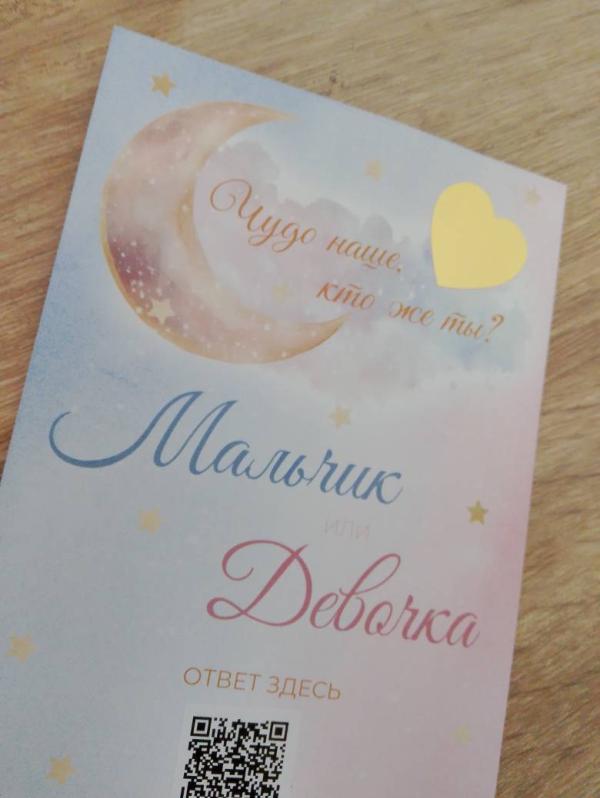 Чудо наше,
кто же ты?
Мальчик
или
Девочка
ОТВЕТ ЗДЕСЬ